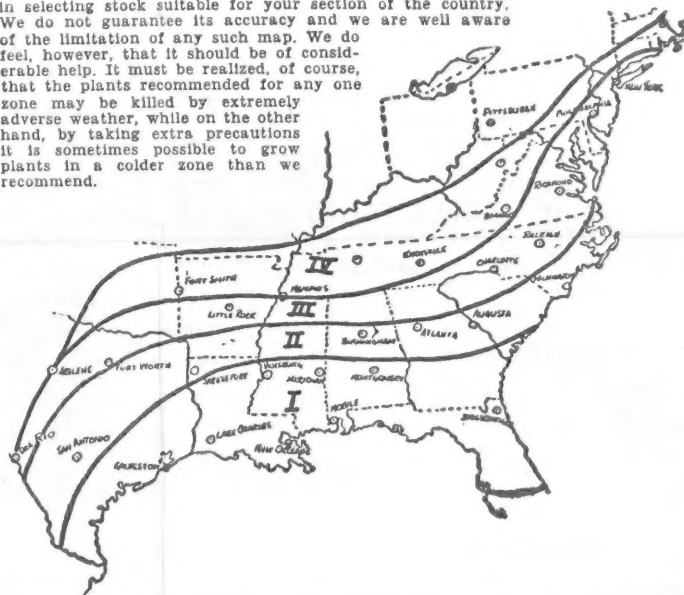 in selecting stock suitable for your section of the country.
We do not guarantee its accuracy and we are well aware
of the limitation of any such map. We do
feel, however, that it should be of consid-
erable help. It must be realized, of course,
that the plants recommended for any one
zone may be killed by extremely
adverse weather, while on the other
hand, by taking extra precautions
it is sometimes possible to grow
plants in a colder zone than we
recommend.
NEW YORK
PITTSBURG
PHILADELPHIA
RICHMOND
ROANOKE
RALEIGH
IV
KNOXVILLE
CHARLOTTE
FORT SMITH
MEMPHIS
III
LITTLE ROCK
AUGUSTA
ATLANTA
II
BIRMINGHAM
ABILENE
FORT WORTH
SHREVEPORT
VICKSBURG
MERIDIAN
MONTGOMERY
I
MOBILE
DEL RIO
SAN ANTONIO
LAKE CHARLES
NEW ORLEANS
GALVESTON